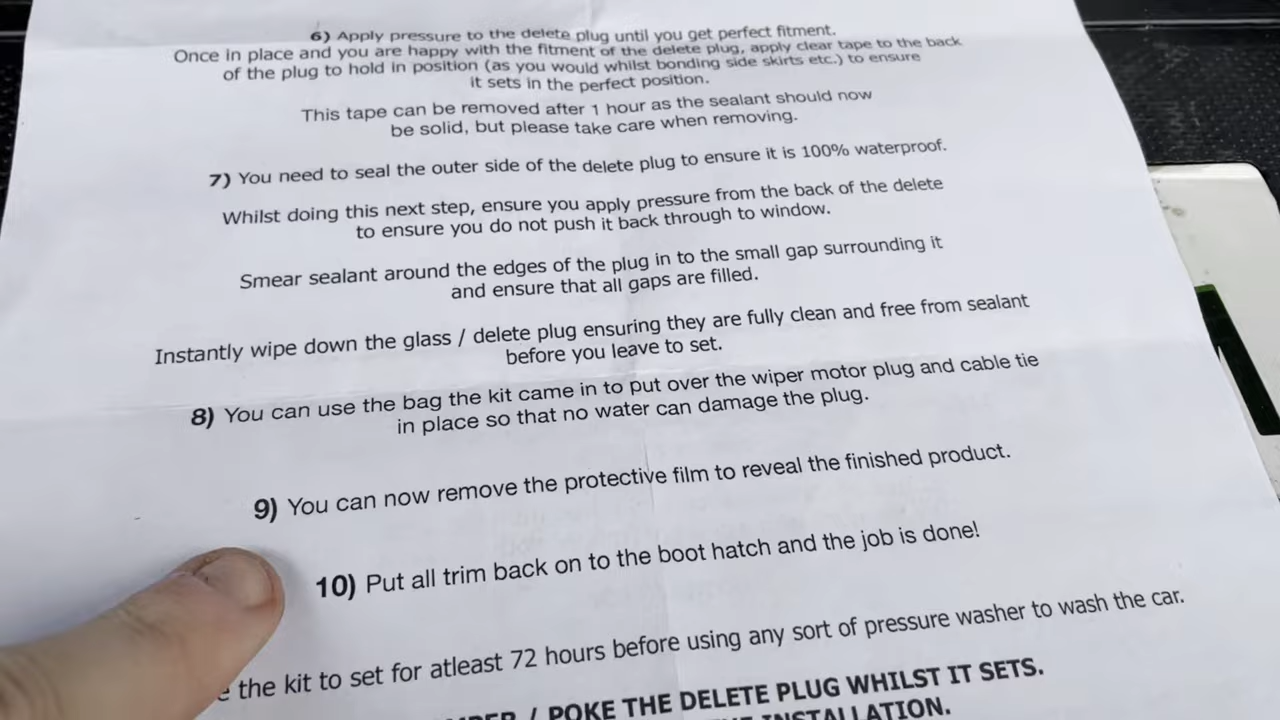 6) Apply pressure to the delete plug until you get perfect fitment.
Once in place and you are happy with the fitment of the delete plug, apply clear tape to the back
of the plug to hold in position (as you would whilst bonding side skirts etc.) to ensure
it sets in the perfect position.
This tape can be removed after 1 hour as the sealant should now
be solid, but please take care when removing.
7) You need to seal the outer side of the delete plug to ensure it is 100% waterproof.
Whilst doing this next step, ensure you apply pressure from the back of the delete
to ensure you do not push it back through to window.
Smear sealant around the edges of the plug in to the small gap surrounding it
and ensure that all gaps are filled.
Instantly wipe down the glass / delete plug ensuring they are fully clean and free from sealant
before you leave to set.
8) You can use the bag the kit came in to put over the wiper motor plug and cable tie
in place so that no water can damage the plug.
9) You can now remove the protective film to reveal the finished product.
10) Put all trim back on to the boot hatch and the job is done!
the kit to set for atleast 72 hours before using any sort of pressure washer to wash the car.
/ POKE THE DELETE PLUG WHILST IT SETS.
INSTALLATION.